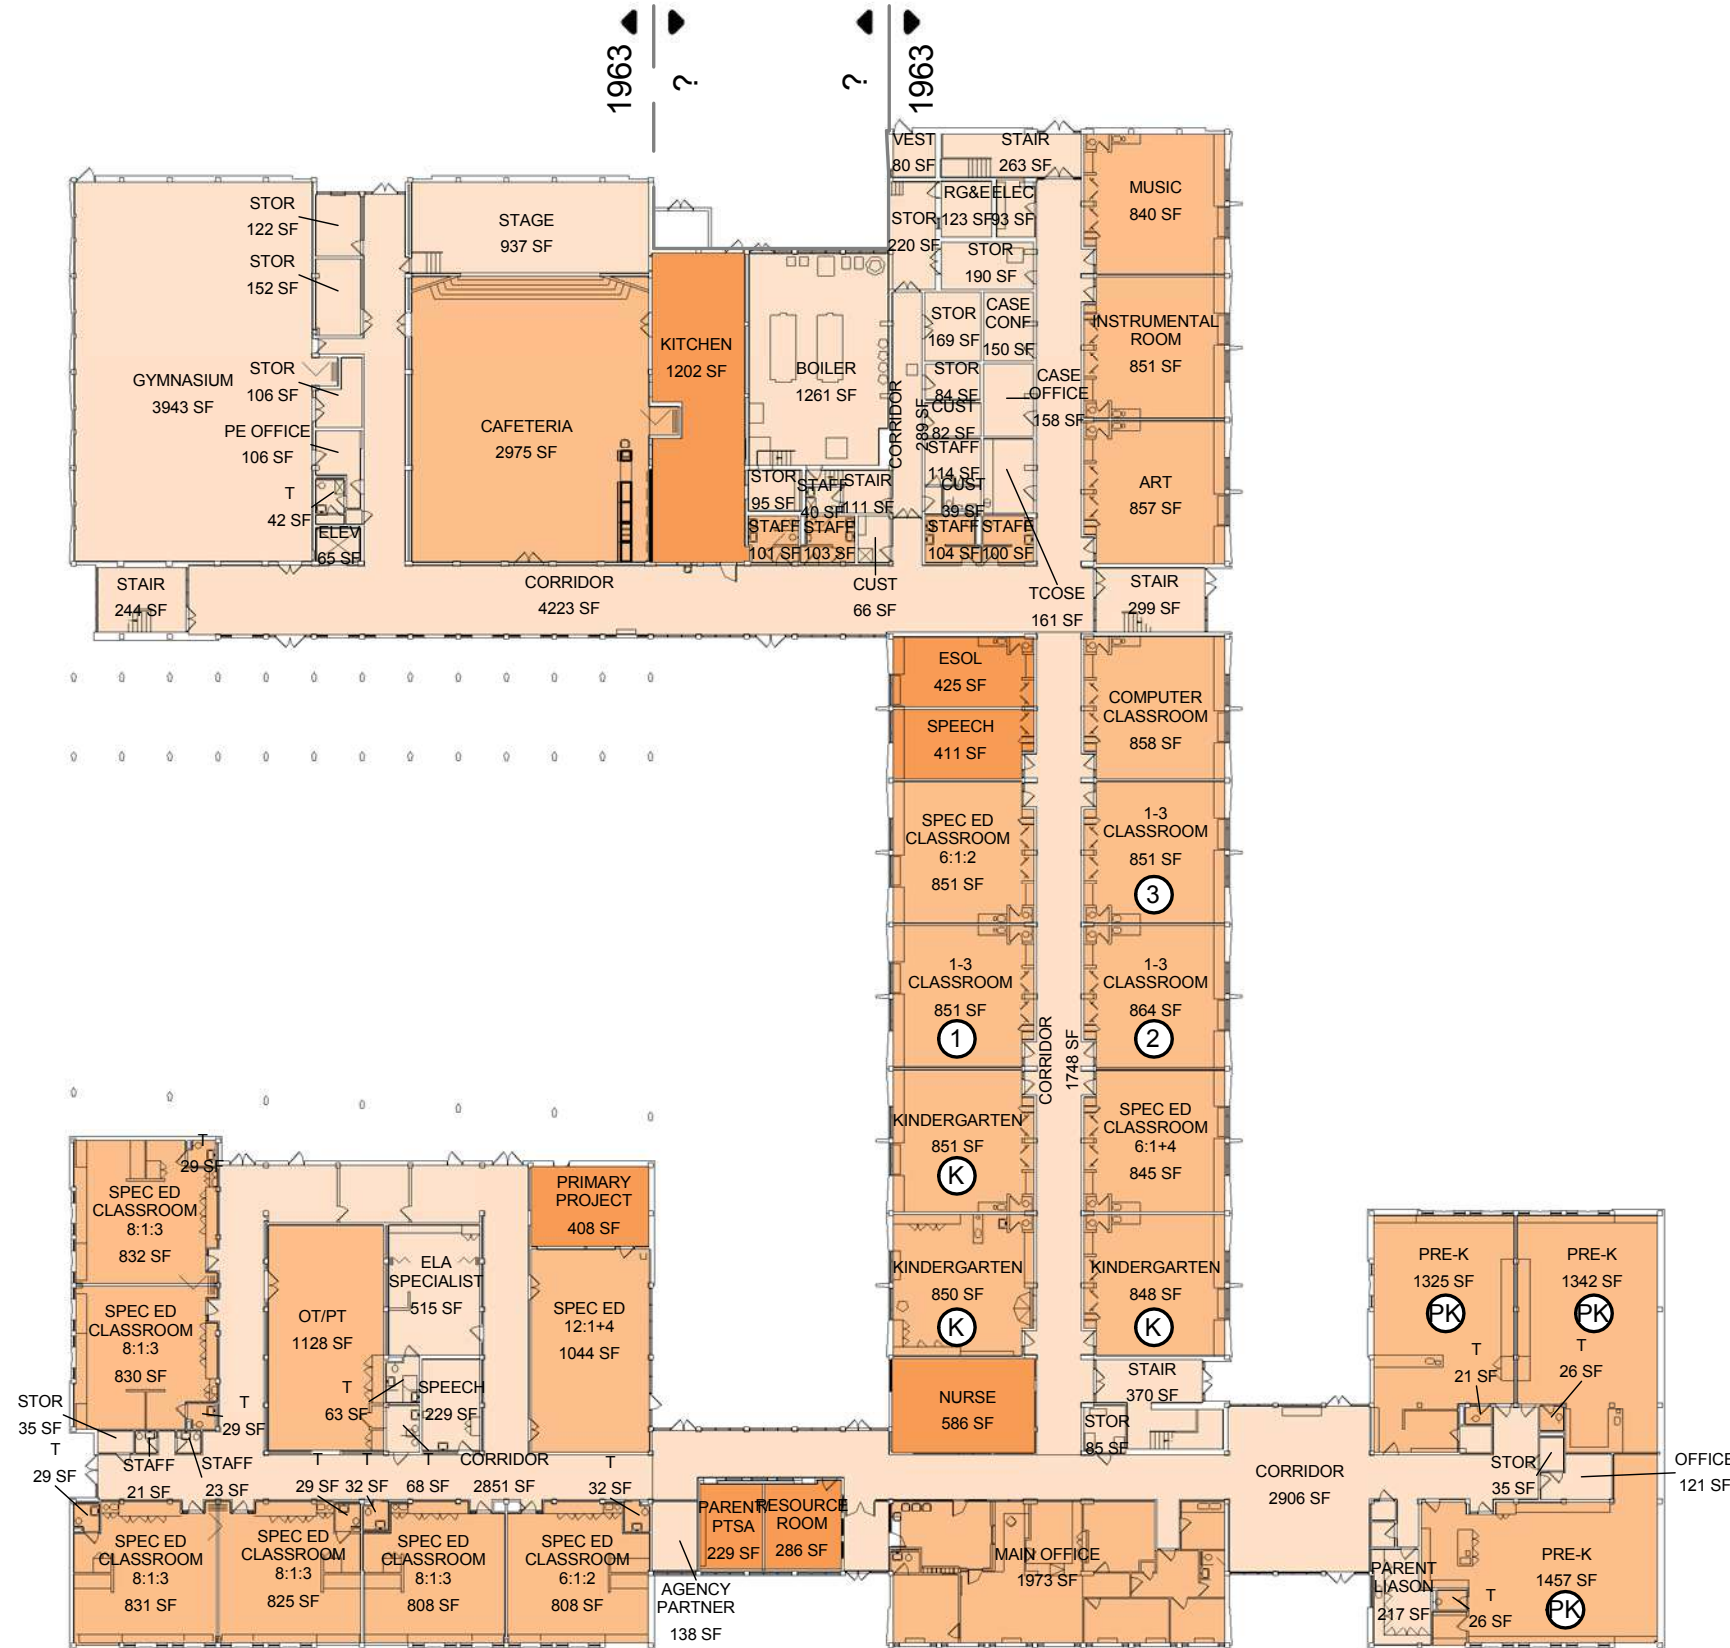 1963
?
?
1963
VEST
80 SF
STAIR
263 SF
MUSIC
840 SF
STOR
122 SF
STOR
152 SF
STAGE
937 SF
STOR
220 SF
RG&E
123 SF
ELEC
93 SF
STOR
190 SF
GYMNASIUM
3943 SF
STOR
106 SF
PE OFFICE
106 SF
T
42 SF
ELEV
65 SF
CAFETERIA
2975 SF
KITCHEN
1202 SF
BOILER
1261 SF
CORRIDOR
289 SF
STOR
169 SF
CASE
CONF
150 SF
STOR
84 SF
CUST
82 SF
CASE
OFFICE
158 SF
STAFF
114 SF
CUST
39 SF
INSTRUMENTAL
ROOM
851 SF
ART
857 SF
STOR
95 SF
STAFF
40 SF
STAIR
111 SF
STAFF
101 SF
STAFF
103 SF
STAFF
104 SF
STAFF
100 SF
STAIR
244 SF
CORRIDOR
4223 SF
CUST
66 SF
TCOSE
161 SF
STAIR
299 SF
ESOL
425 SF
SPEECH
411 SF
COMPUTER
CLASSROOM
858 SF
SPEC ED
CLASSROOM
6:1:2
851 SF
1-3
CLASSROOM
851 SF
3
1-3
CLASSROOM
851 SF
1
1-3
CLASSROOM
864 SF
2
CORRIDOR
1748 SF
KINDERGARTEN
851 SF
K
SPEC ED
CLASSROOM
6:1+4
845 SF
KINDERGARTEN
850 SF
K
KINDERGARTEN
848 SF
K
T
29 SF
SPEC ED
CLASSROOM
8:1:3
832 SF
SPEC ED
CLASSROOM
8:1:3
830 SF
PRIMARY
PROJECT
408 SF
ELA
SPECIALIST
515 SF
OT/PT
1128 SF
SPEC ED
12:1+4
1044 SF
T
63 SF
SPEECH
229 SF
STOR
35 SF
T
29 SF
T
29 SF
STAFF
21 SF
STAFF
23 SF
T
29 SF
T
32 SF
T
68 SF
CORRIDOR
2851 SF
T
32 SF
SPEC ED
CLASSROOM
8:1:3
831 SF
SPEC ED
CLASSROOM
8:1:3
825 SF
SPEC ED
CLASSROOM
8:1:3
808 SF
SPEC ED
CLASSROOM
6:1:2
808 SF
AGENCY
PARTNER
138 SF
PARENT
PTSA
229 SF
RESOURCE
ROOM
286 SF
NURSE
586 SF
STAIR
370 SF
STOR
85 SF
MAIN OFFICE
1973 SF
CORRIDOR
2906 SF
PRE-K
1325 SF
PK
PRE-K
1342 SF
PK
T
21 SF
T
26 SF
STOR
35 SF
OFFICE
121 SF
PARENT
LIASON
217 SF
PRE-K
1457 SF
PK
T
26 SF